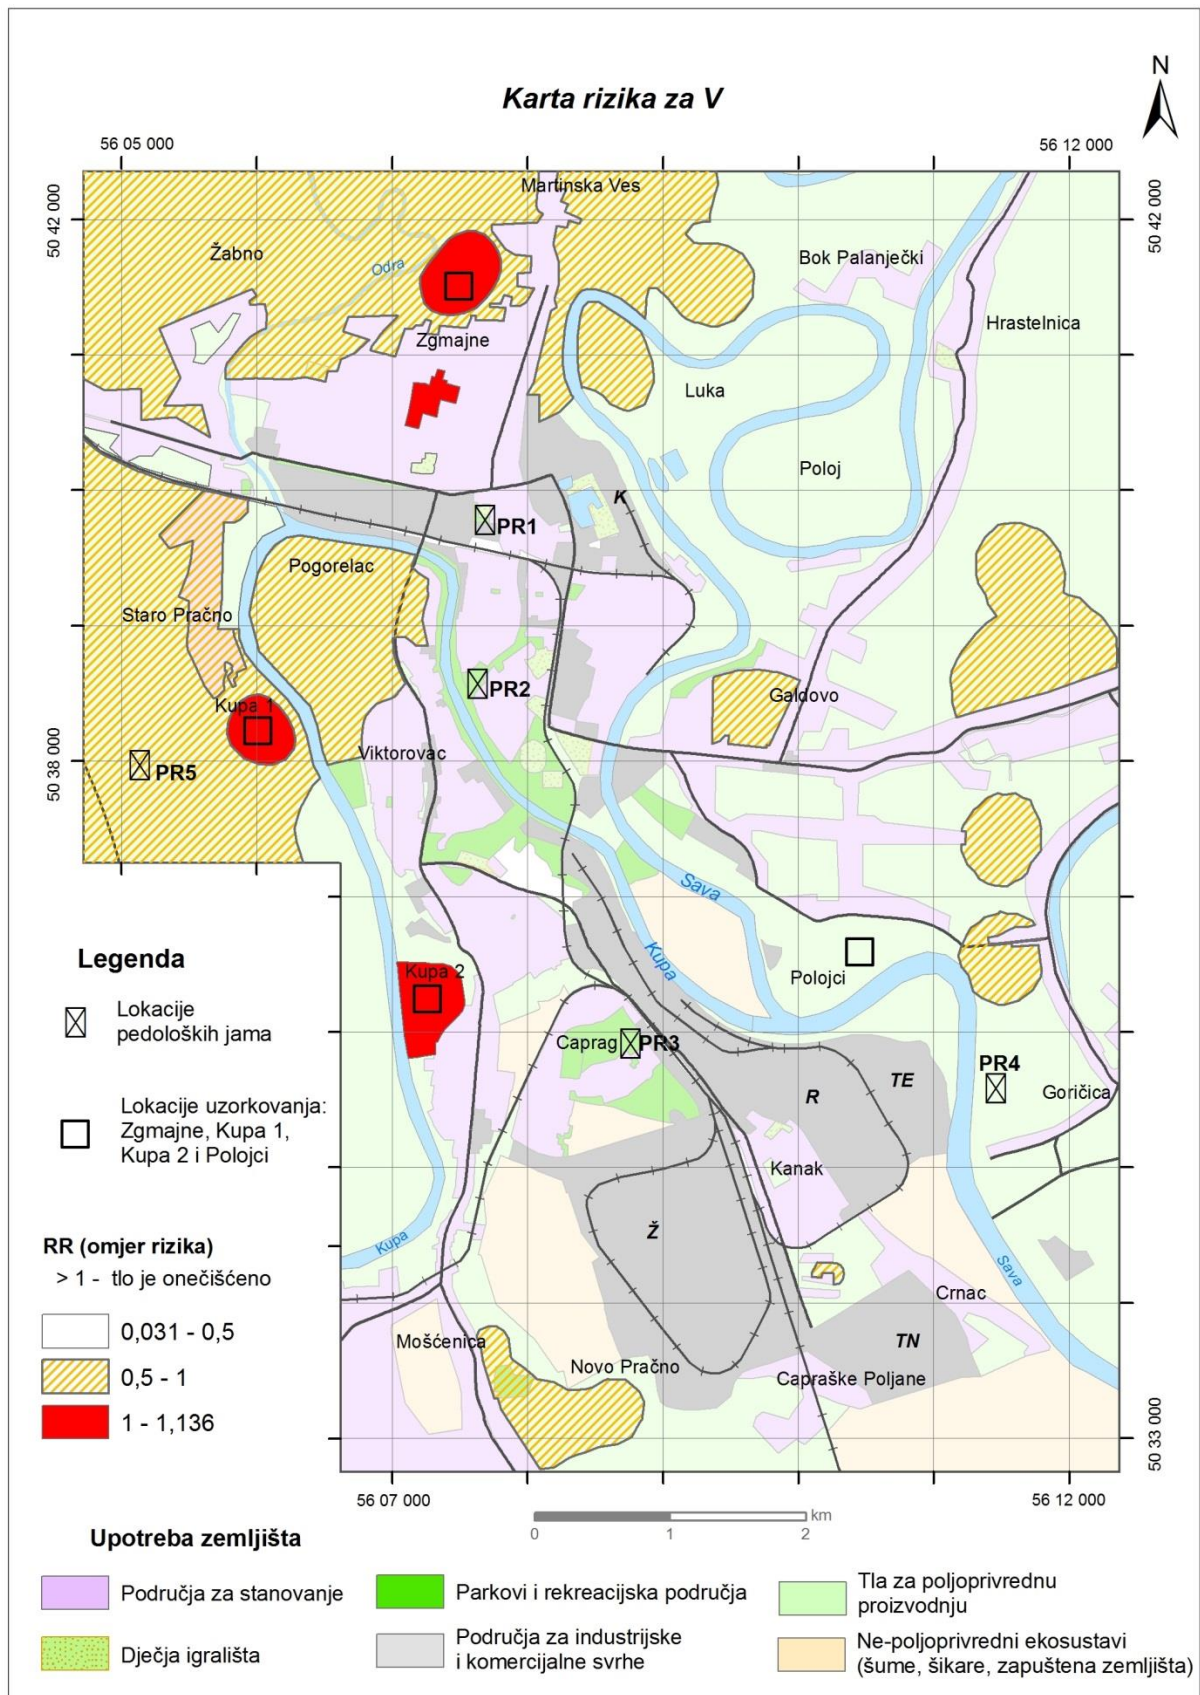 N
Karta rizika za V
56 05 000
56 12 000
50 42 000
50 42 000
Martinska Ves
Žabno
Odra
Bok Palanječki
Hrastelnica
Zgmajne
Luka
Poloj
K
PR1
Pogorelac
Staro Pračno
PR2
Galdovo
Kupa 1
Viktorovac
PR5
50 38 000
Sava
Kupa
Kupa 2
Polojci
Caprag
PR3
PR4
TE
R
Goričica
Kanak
Ž
Kupa
Sava
Crnac
Mošćenica
TN
Novo Pračno
Capraške Poljane
50 33 000
56 07 000
56 12 000
km
0
1
2
Legenda
Lokacije
pedoloških jama
Lokacije uzorkovanja:
Zgmajne, Kupa 1,
Kupa 2 i Polojci
RR (omjer rizika)
> 1 - tlo je onečišćeno
0,031 - 0,5
0,5 - 1
1 - 1,136
Upotreba zemljišta
Područja za stanovanje
Dječja igrališta
Parkovi i rekreacijska područja
Područja za industrijske
i komercijalne svrhe
Tla za poljoprivrednu
proizvodnju
Ne-poljoprivredni ekosustavi
(šume, šikare, zapuštena zemljišta)